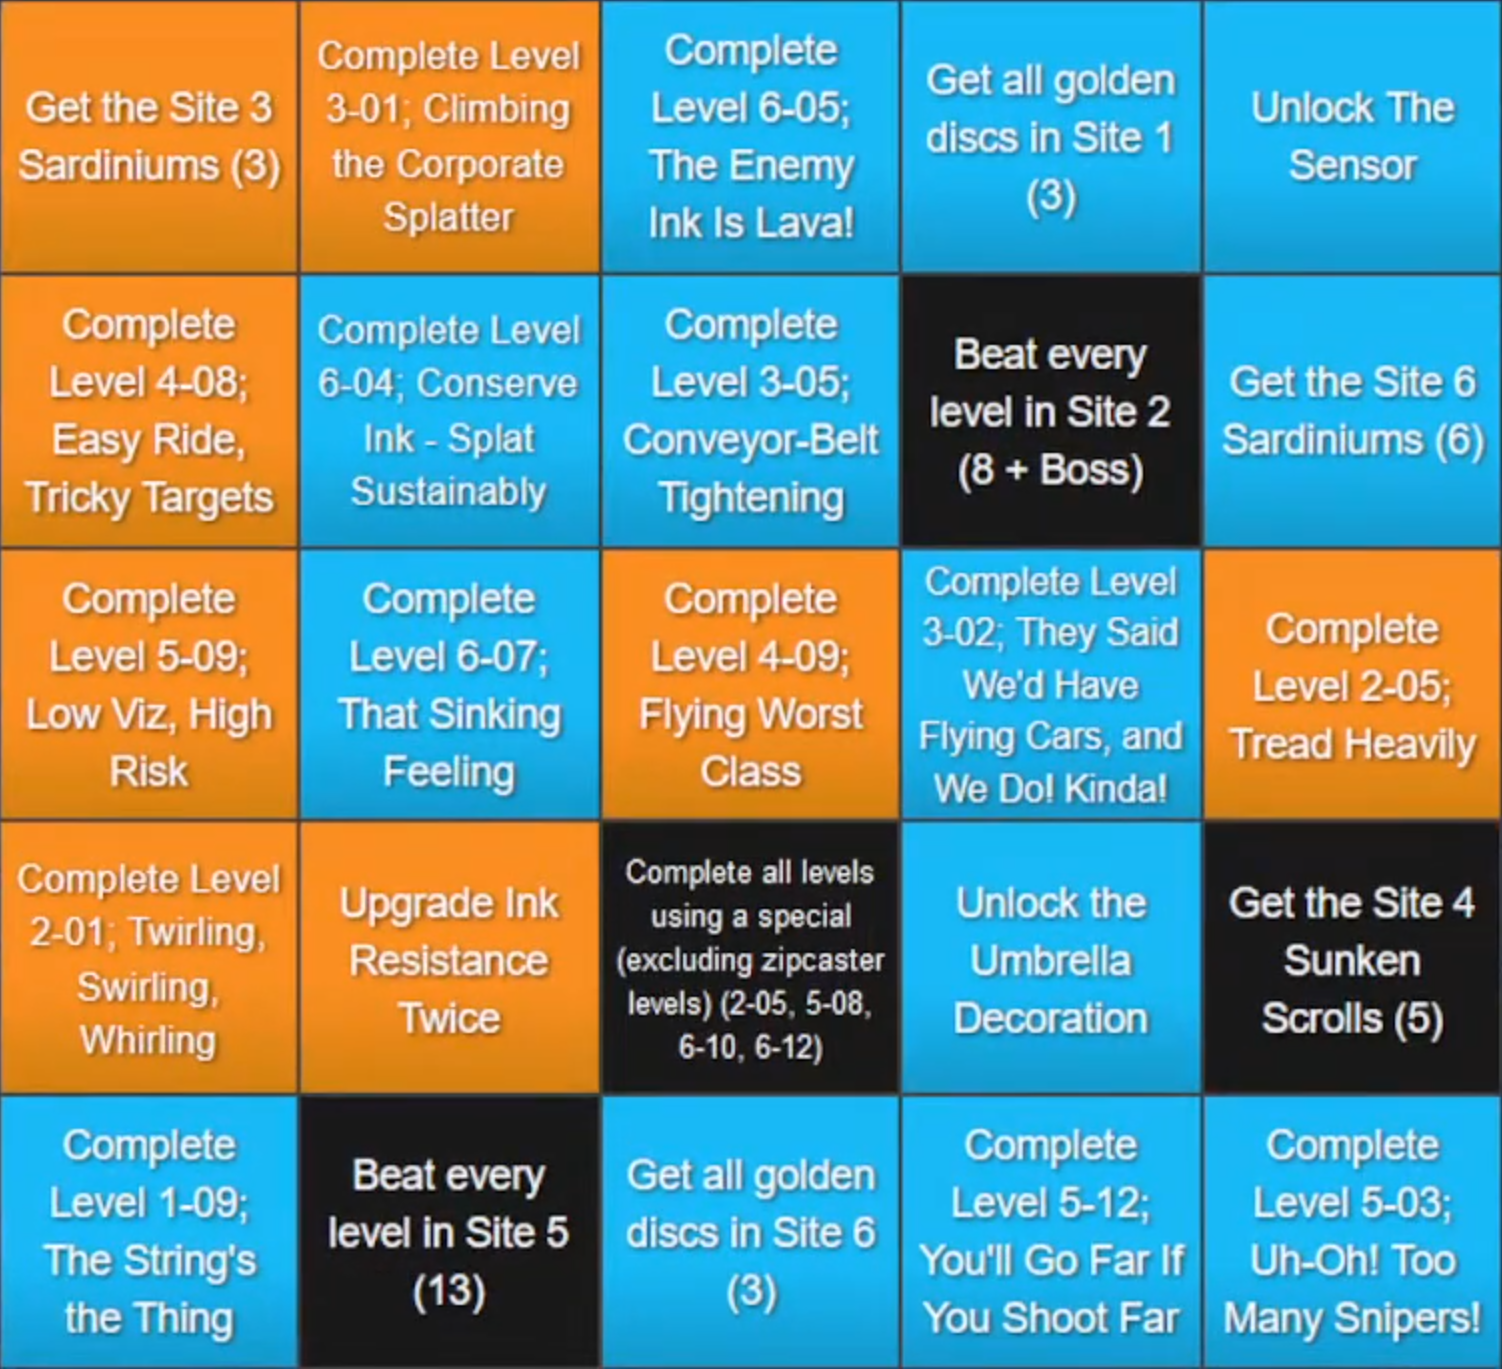 Get the Site 3
Sardiniums (3)
Complete Level
3-01; Climbing
the Corporate
Splatter
Complete
Level 6-05;
The Enemy
Ink Is Lava!
Get all golden
discs in Site 1
(3)
Unlock The
Sensor
Complete
Level 4-08;
Easy Ride,
Tricky Targets
Complete Level
6-04; Conserve
Ink - Splat
Sustainably
Complete
Level 3-05;
Conveyor-Belt
Tightening
Beat every
level in Site 2
(8 + Boss)
Get the Site 6
Sardiniums (6)
Complete
Level 5-09;
Low Viz, High
Risk
Complete
Level 6-07;
That Sinking
Feeling
Complete
Level 4-09;
Flying Worst
Class
Complete Level
3-02; They Said
We'd Have
Flying Cars, and
We Do! Kinda!
Complete
Level 2-05;
Tread Heavily
Complete Level
2-01; Twirling,
Swirling,
Whirling
Upgrade Ink
Resistance
Twice
Complete all levels
using a special
(excluding zipcaster
levels) (2-05, 5-08,
6-10, 6-12)
Unlock the
Umbrella
Decoration
Get the Site 4
Sunken
Scrolls (5)
Complete
Level 1-09;
The String's
the Thing
Beat every
level in Site 5
(13)
Get all golden
discs in Site 6
(3)
Complete
Level 5-12;
You'll Go Far If
You Shoot Far
Complete
Level 5-03;
Uh-Oh! Too
Many Snipers!